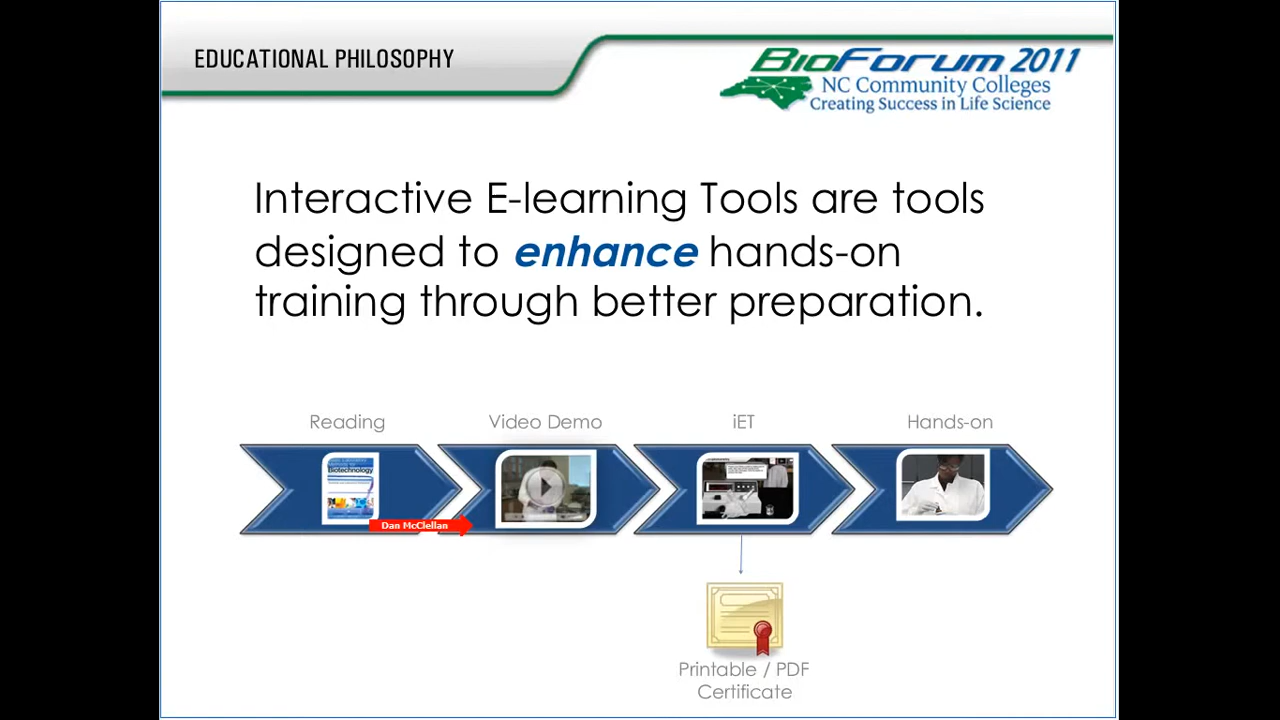 EDUCATIONAL PHILOSOPHY
BioForum 2011
NC Community Colleges
Creating Success in Life Science
Interactive E-learning Tools are tools
designed to enhance hands-on
training through better preparation.
Reading
Video Demo
iET
Hands-on
Biotechnology
Dan McClellan
Printable / PDF
Certificate